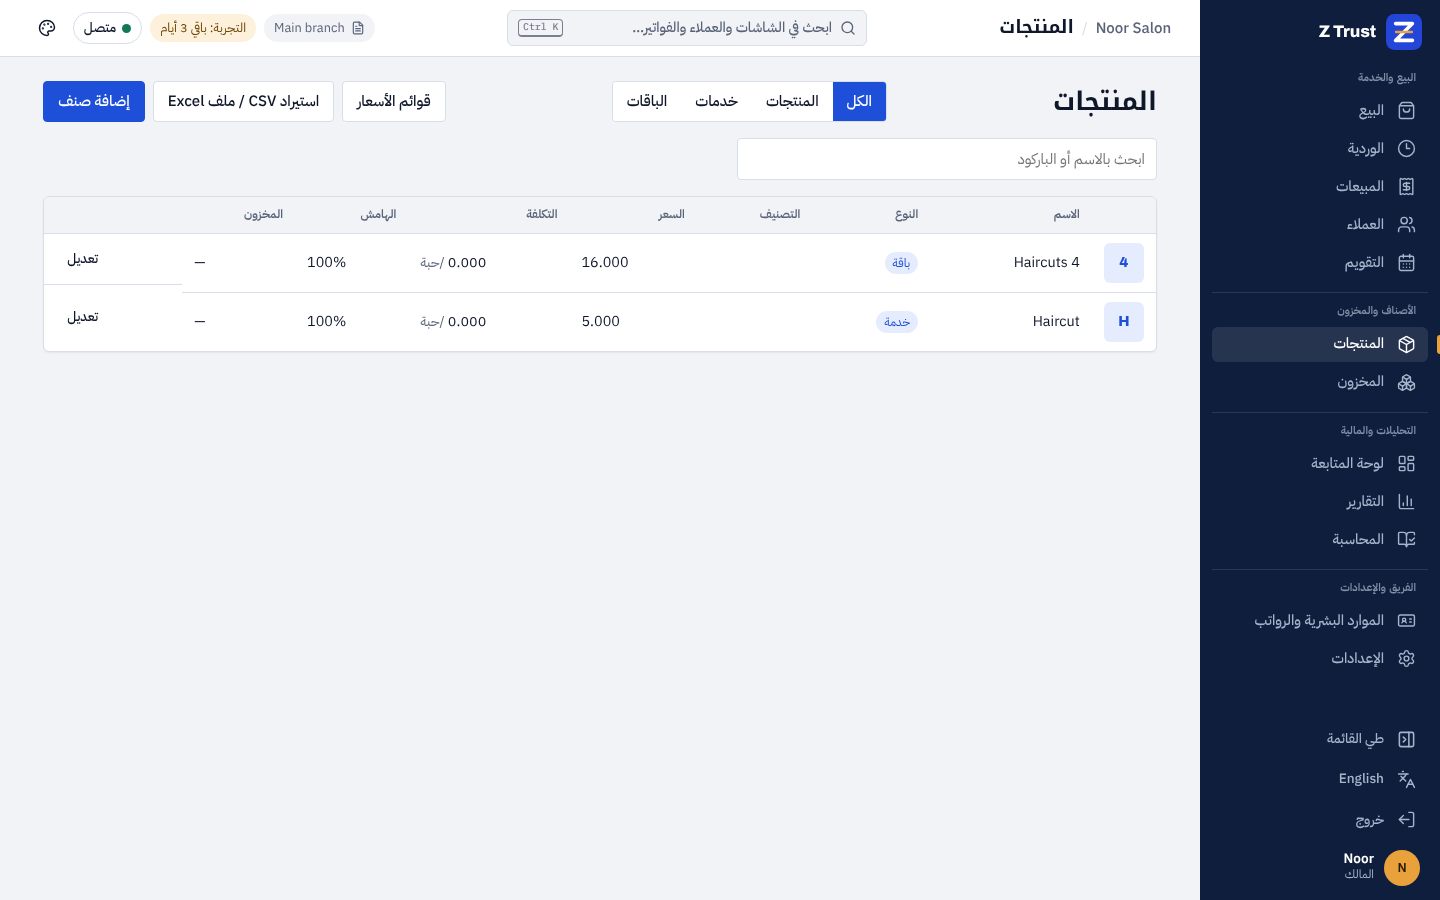 Z Trust
البيع والخدمة
البيع
الوردية
المبيعات
العملاء
التقويم
الأصناف والمخزون
المنتجات
المخزون
التحليلات والمالية
لوحة المتابعة
التقارير
المحاسبة
الفريق والإعدادات
الموارد البشرية والرواتب
الإعدادات
طي القائمة
English
خروج
N
Noor
المالك
Noor Salon / المنتجات
ابحث في الشاشات والعملاء والفواتير...
Ctrl K
Main branch
التجربة: باقي 3 أيام
متصل
المنتجات
الكل المنتجات خدمات الباقات
قوائم الأسعار
استيراد CSV / ملف Excel
إضافة صنف
ابحث بالاسم أو الباركود
الاسم النوع التصنيف السعر التكلفة الهامش المخزون
4 Haircuts 4 باقة 16.000 0.000 /حبة 100% — تعديل
H Haircut خدمة 5.000 0.000 /حبة 100% — تعديل